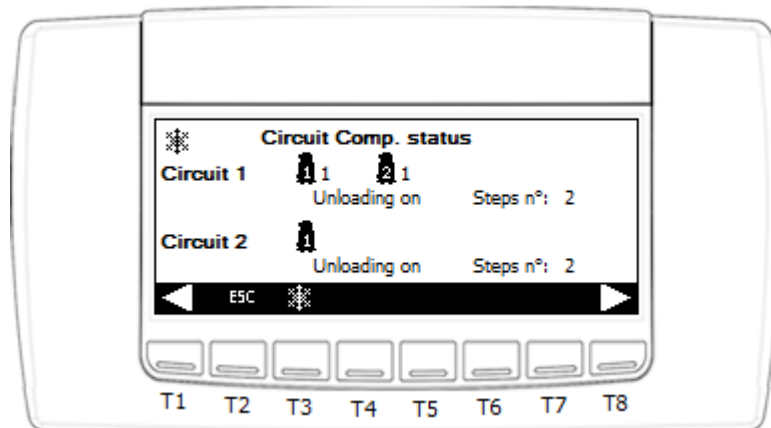 Circuit Comp. status
Circuit 1 1 1 2 1
Unloading on Steps n°: 2
Circuit 2 1
Unloading on Steps n°: 2
ESC
T1 T2 T3 T4 T5 T6 T7 T8